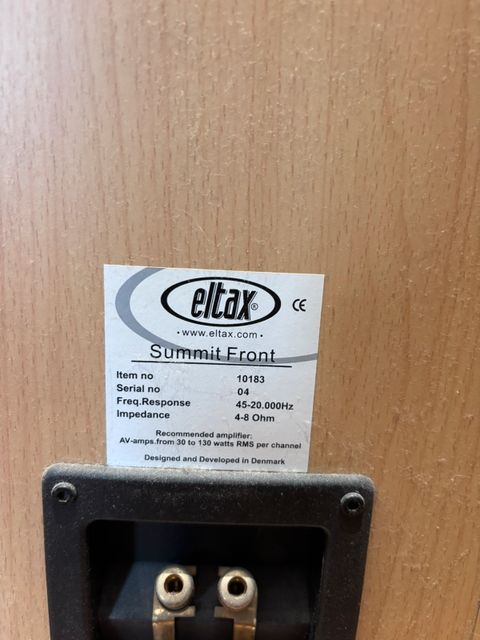 eltax®
CE
• www.eltax.com •
Summit Front
Item no 10183
Serial no 04
Freq.Response 45-20.000Hz
Impedance 4-8 Ohm
Recommended amplifier:
AV-amps.from 30 to 130 watts RMS per channel
Designed and Developed in Denmark